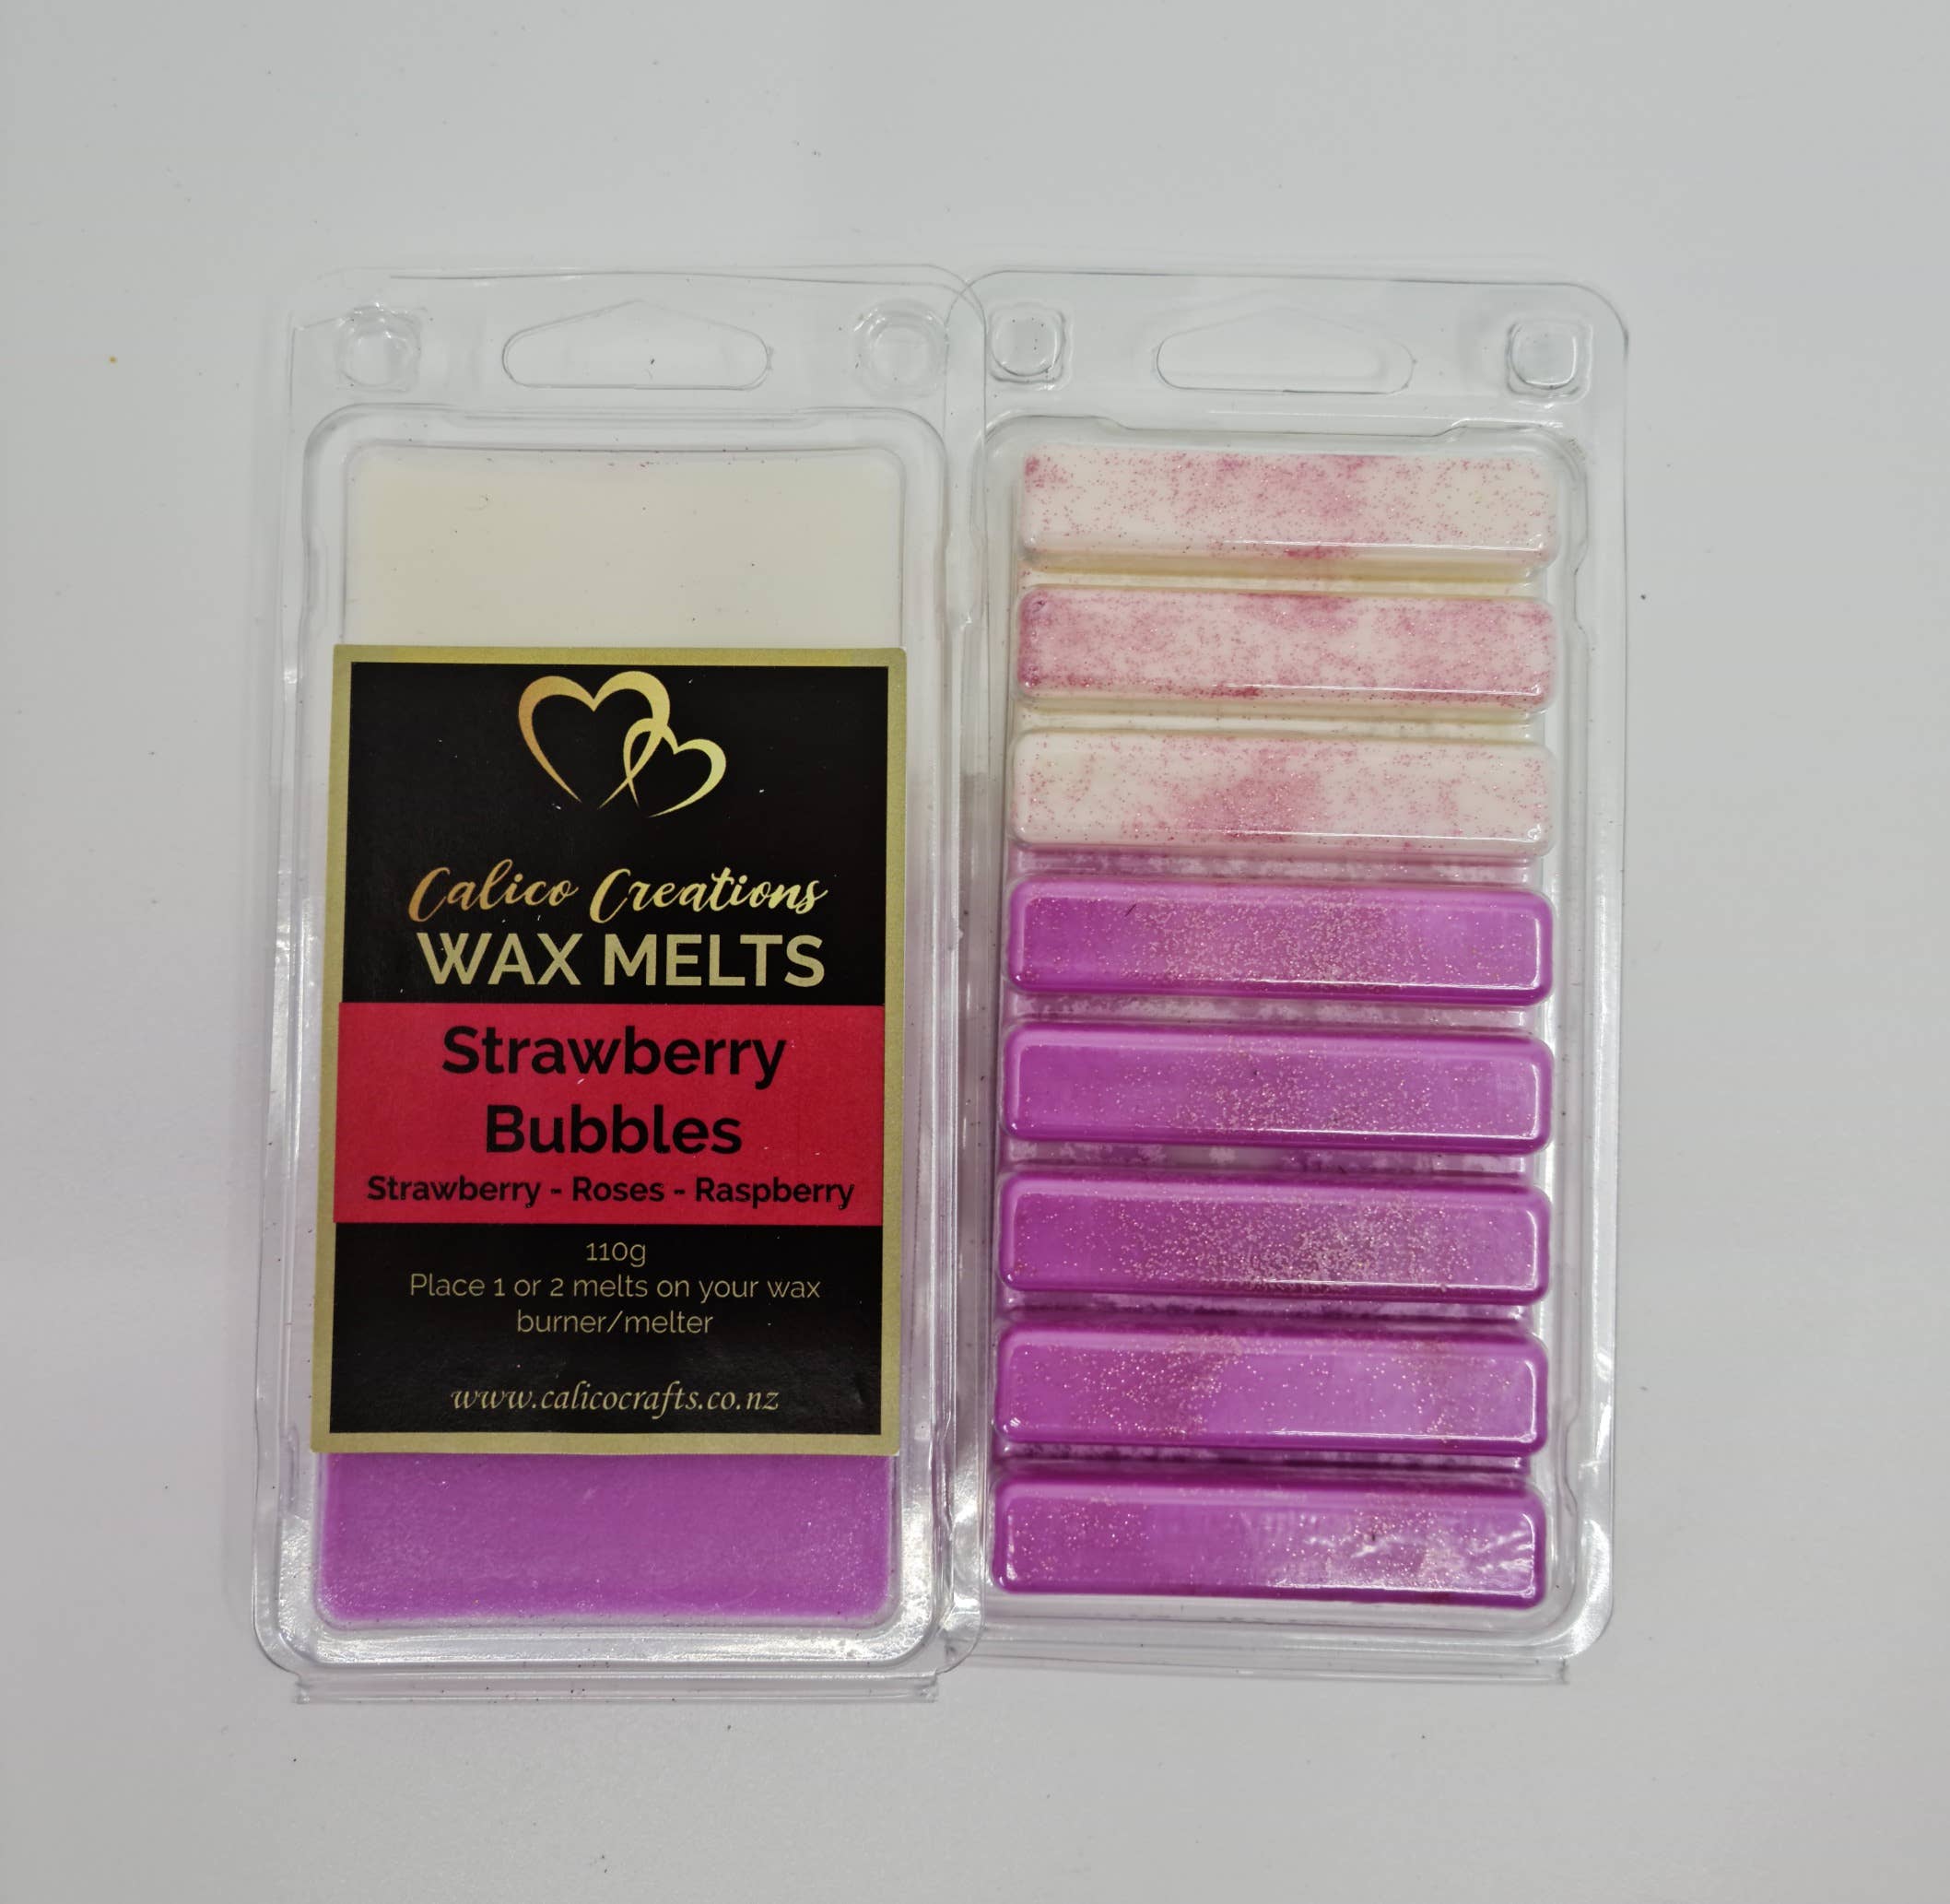 Calico Creations
WAX MELTS
Strawberry
Bubbles
Strawberry - Roses - Raspberry
110g
Place 1 or 2 melts on your wax
burner/melter
www.calicocrafts.co.nz